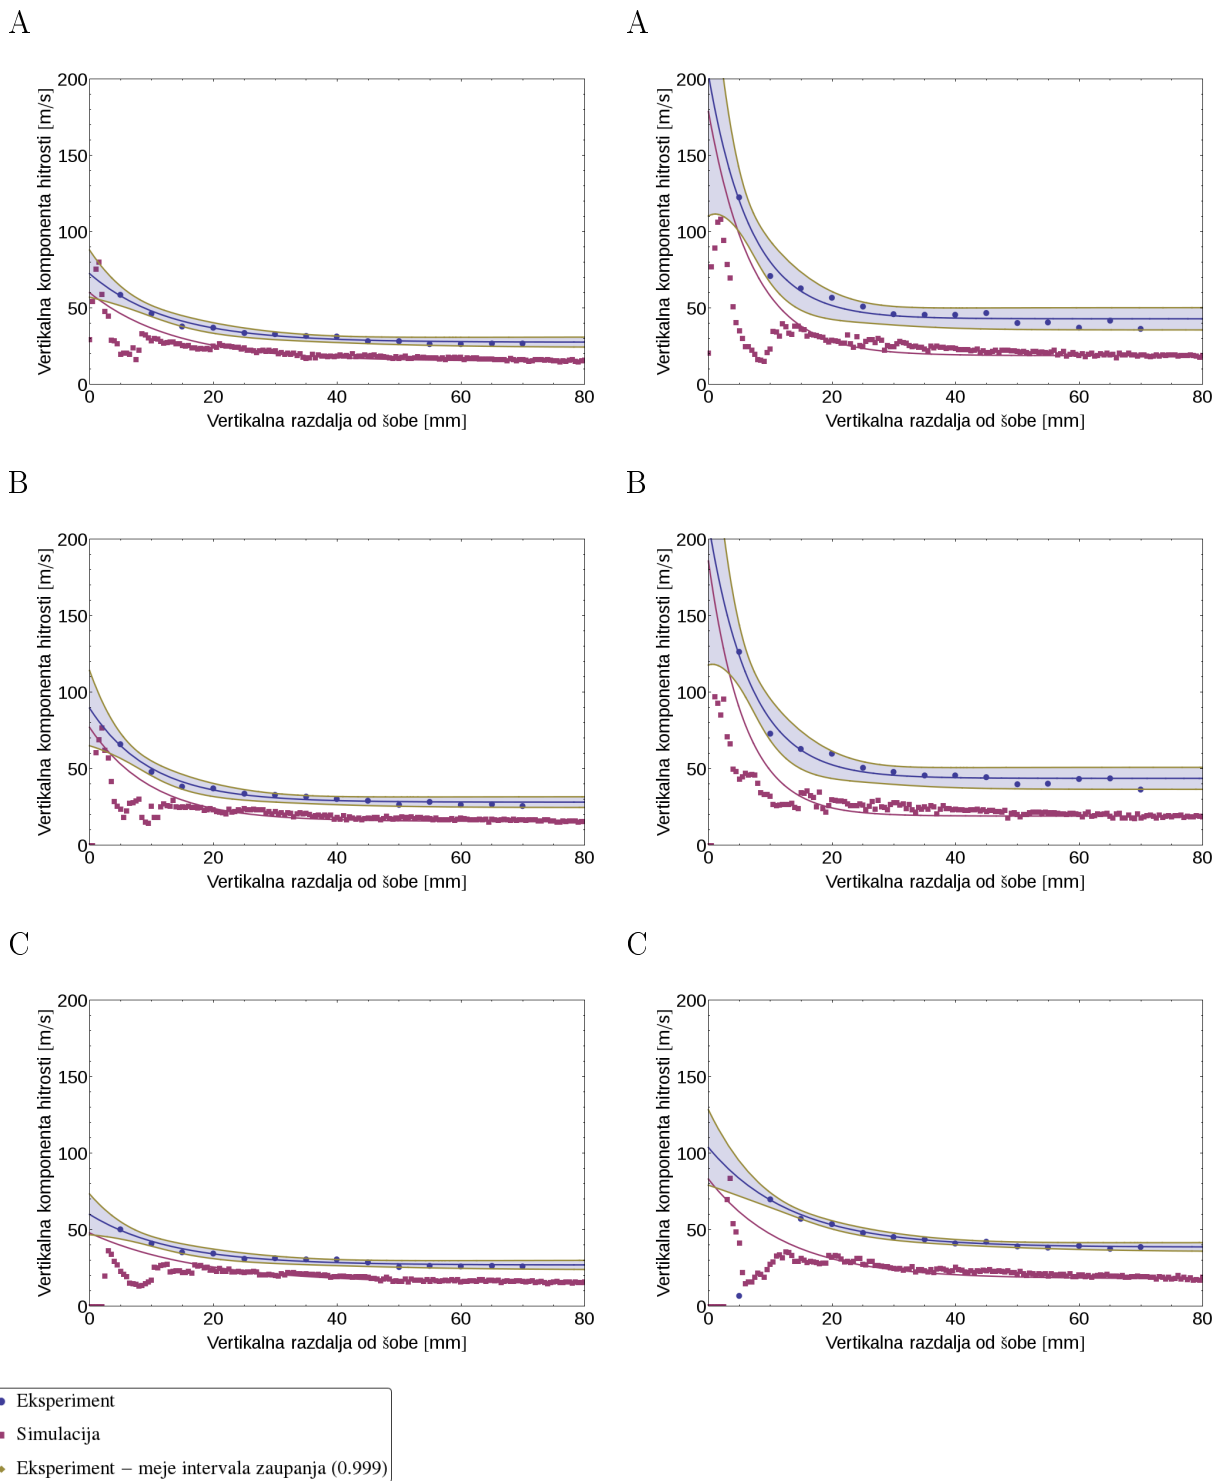 A
A
200
150
100
50
0
0 20 40 60 80
Vertikalna komponenta hitrosti [m/s]
Vertikalna razdalja od šobe [mm]
200
150
100
50
0
0 20 40 60 80
Vertikalna komponenta hitrosti [m/s]
Vertikalna razdalja od šobe [mm]
B
B
200
150
100
50
0
0 20 40 60 80
Vertikalna komponenta hitrosti [m/s]
Vertikalna razdalja od šobe [mm]
200
150
100
50
0
0 20 40 60 80
Vertikalna komponenta hitrosti [m/s]
Vertikalna razdalja od šobe [mm]
C
C
200
150
100
50
0
0 20 40 60 80
Vertikalna komponenta hitrosti [m/s]
Vertikalna razdalja od šobe [mm]
200
150
100
50
0
0 20 40 60 80
Vertikalna komponenta hitrosti [m/s]
Vertikalna razdalja od šobe [mm]
Eksperiment
Simulacija
Eksperiment – meje intervala zaupanja (0.999)